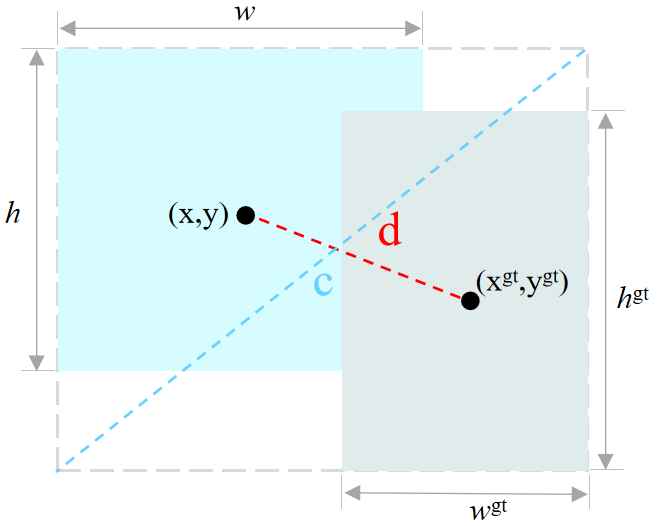 w
h
(x,y)
d
c
(x^gt,y^gt)
h^gt
w^gt